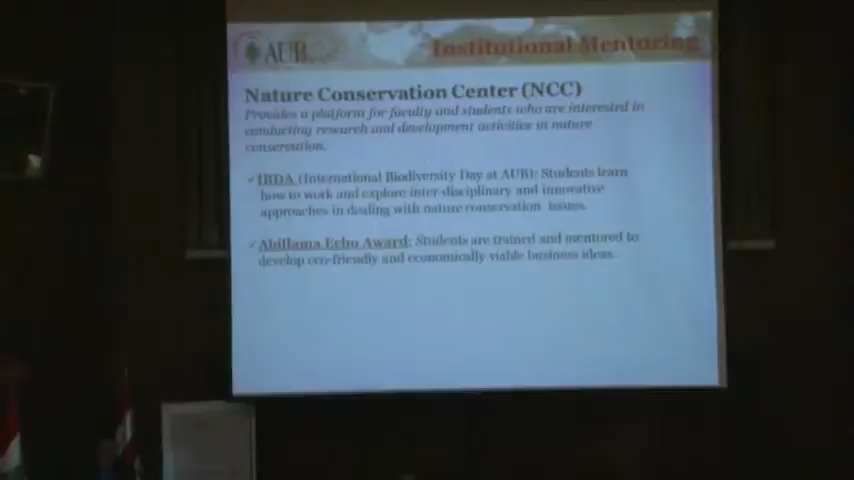 AUB
Institutional Mentoring
Nature Conservation Center (NCC)
Provides a platform for faculty and students who are interested in
conducting research and development activities in nature
conservation.
IBDA (International Biodiversity Day at AUB): Students learn
how to work and explore inter-disciplinary and innovative
approaches in dealing with nature conservation issues.
Abillama Echo Award: Students are trained and mentored to
develop eco-friendly and economically viable business ideas.